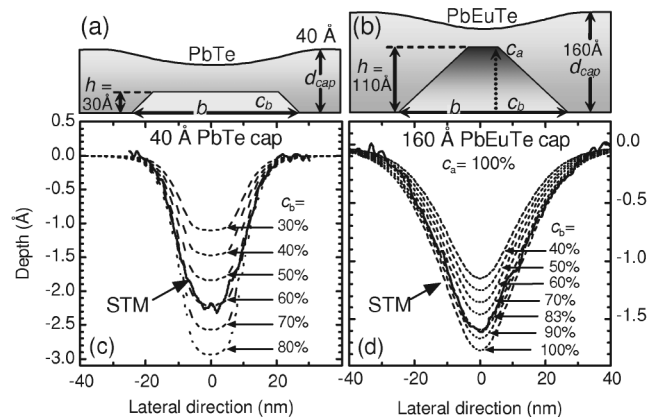 (a)
PbTe
40 Å
h =
30Å
b
c_b
d_cap
(b)
PbEuTe
160Å
h =
110Å
c_a
b
c_b
d_cap
40 Å PbTe cap
c_b=
30%
40%
50%
60%
70%
80%
STM
(c)
0.0
-0.5
-1.0
-1.5
-2.0
-2.5
-3.0
Depth (Å)
-40 -20 0 20
Lateral direction (nm)
160 Å PbEuTe cap
c_a= 100%
c_b=
40%
50%
60%
70%
83%
90%
100%
STM
(d)
0.0
-0.5
-1.0
-1.5
-40 -20 0 20 40
Lateral direction (nm)